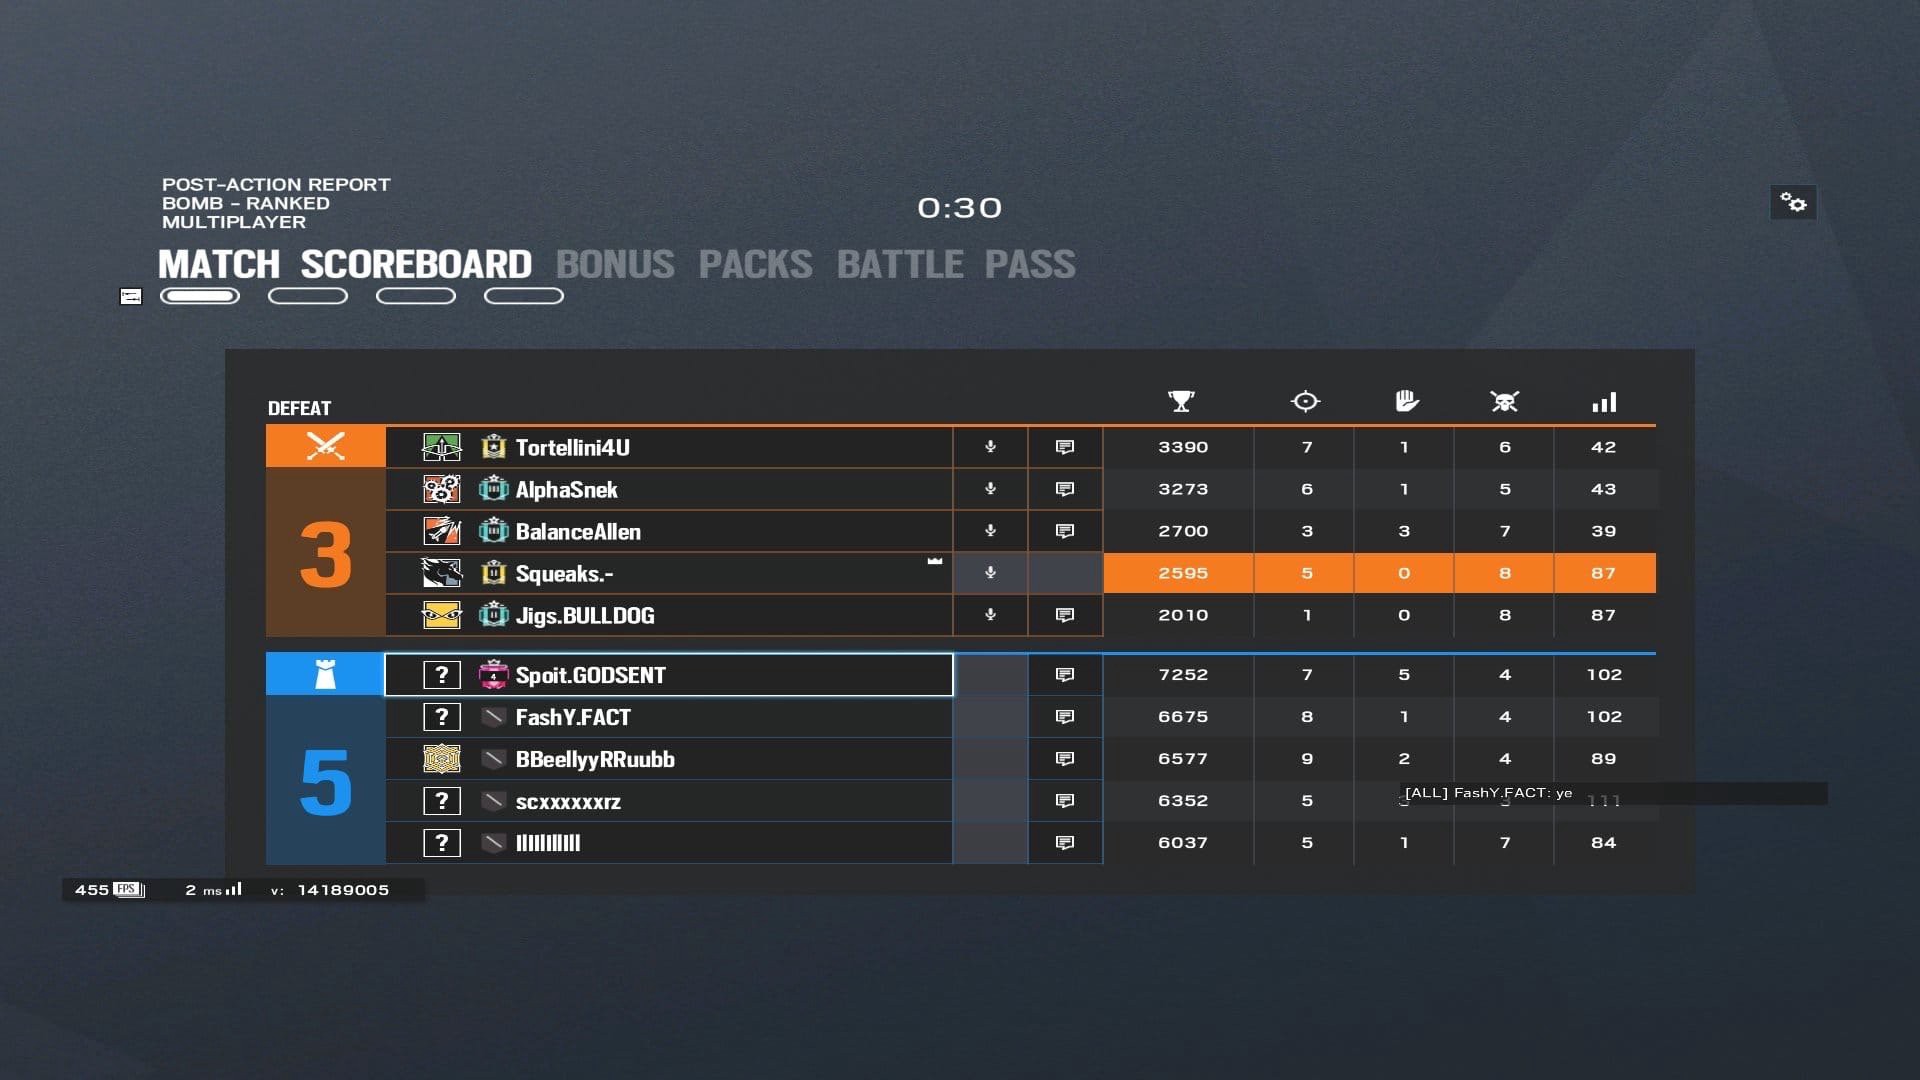 POST-ACTION REPORT
BOMB - RANKED
MULTIPLAYER
0:30
MATCH SCOREBOARD BONUS PACKS BATTLE PASS
DEFEAT
3
Tortellini4U 3390 7 1 6 42
AlphaSnek 3273 6 1 5 43
BalanceAllen 2700 3 3 7 39
Squeaks.- 2595 5 0 8 87
Jigs.BULLDOG 2010 1 0 8 87
5
? 4 Spoit.GODSENT 7252 7 5 4 102
? FashY.FACT 6675 8 1 4 102
BBeellyyRRuubb 6577 9 2 4 89
[ALL] FashY.FACT: ye
? scxxxxxxrz 6352 5 3 3 111
? 6037 5 1 7 84
455 FPS 2 ms v: 14189005